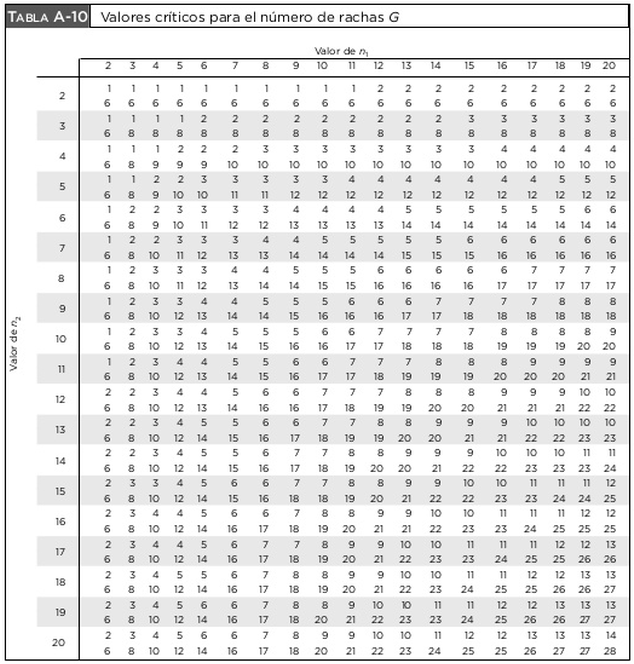 TABLA A-10 Valores críticos para el número de rachas G
Valor de n₁
2 3 4 5 6 7 8 9 10 11 12 13 14 15 16 17 18 19 20
Valor de n₂
2
1 1 1 1 1 1 1 1 1 1 2 2 2 2 2 2 2 2 2
6 6 6 6 6 6 6 6 6 6 6 6 6 6 6 6 6 6 6
3
1 1 1 1 2 2 2 2 2 2 2 2 2 3 3 3 3 3 3
6 8 8 8 8 8 8 8 8 8 8 8 8 8 8 8 8 8 8
4
1 1 1 2 2 2 3 3 3 3 3 3 3 3 4 4 4 4 4
6 8 9 9 9 10 10 10 10 10 10 10 10 10 10 10 10 10 10
5
1 1 2 2 3 3 3 3 3 4 4 4 4 4 4 4 5 5 5
6 8 9 10 10 11 11 12 12 12 12 12 12 12 12 12 12 12 12
6
1 2 2 3 3 3 3 4 4 4 4 5 5 5 5 5 5 6 6
6 8 9 10 11 12 12 13 13 13 13 14 14 14 14 14 14 14 14
7
1 2 2 3 3 3 4 4 5 5 5 5 5 6 6 6 6 6 6
6 8 10 11 12 13 13 14 14 14 14 15 15 15 16 16 16 16 16
8
1 2 3 3 3 4 4 5 5 5 6 6 6 6 6 7 7 7 7
6 8 10 11 12 13 14 14 15 15 16 16 16 16 17 17 17 17 17
9
1 2 3 3 4 4 5 5 5 6 6 6 7 7 7 7 8 8 8
6 8 10 12 13 14 14 15 16 16 16 17 17 18 18 18 18 18 18
10
1 2 3 3 4 5 5 5 6 6 7 7 7 7 8 8 8 8 9
6 8 10 12 13 14 15 16 16 17 17 18 18 18 19 19 19 20 20
11
1 2 3 4 4 5 5 6 6 7 7 7 8 8 8 9 9 9 9
6 8 10 12 13 14 15 16 17 17 18 19 19 19 20 20 20 21 21
12
2 2 3 4 4 5 6 6 7 7 7 8 8 8 9 9 9 10 10
6 8 10 12 13 14 16 16 17 18 19 19 20 20 21 21 21 22 22
13
2 2 3 4 5 5 6 6 7 7 8 8 9 9 9 10 10 10 10
6 8 10 12 14 15 16 17 18 19 19 20 20 21 21 22 22 23 23
14
2 2 3 4 5 5 6 7 7 8 8 9 9 9 10 10 10 11 11
6 8 10 12 14 15 16 17 18 19 20 20 21 22 22 23 23 23 24
15
2 3 3 4 5 6 6 7 7 8 8 9 9 10 10 11 11 11 12
6 8 10 12 14 15 16 18 18 19 20 21 22 22 23 23 24 24 25
16
2 3 4 4 5 6 6 7 8 8 9 9 10 10 11 11 11 12 12
6 8 10 12 14 16 17 18 19 20 21 21 22 23 23 24 25 25 25
17
2 3 4 4 5 6 7 7 8 9 9 10 10 11 11 11 12 12 13
6 8 10 12 14 16 17 18 19 20 21 22 23 23 24 25 25 26 26
18
2 3 4 5 5 6 7 8 8 9 9 10 10 11 11 12 12 13 13
6 8 10 12 14 16 17 18 19 20 21 22 23 24 25 25 26 26 27
19
2 3 4 5 6 6 7 8 8 9 10 10 11 11 12 12 13 13 13
6 8 10 12 14 16 17 18 20 21 22 23 23 24 25 26 26 27 27
20
2 3 4 5 6 6 7 8 9 9 10 10 11 12 12 13 13 13 14
6 8 10 12 14 16 17 18 20 21 22 23 24 25 25 26 27 27 28